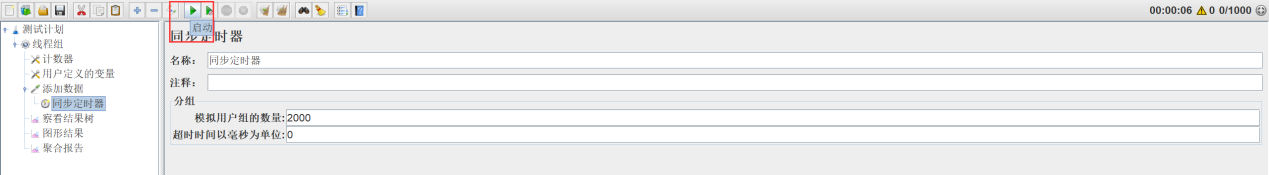 00:00:06 0 0/1000
启动
测试计划
线程组
计数器
用户定义的变量
添加数据
同步定时器
察看结果树
图形结果
聚合报告
同步定时器
名称: 同步定时器
注释:
分组
模拟用户组的数量: 2000
超时时间以毫秒为单位: 0